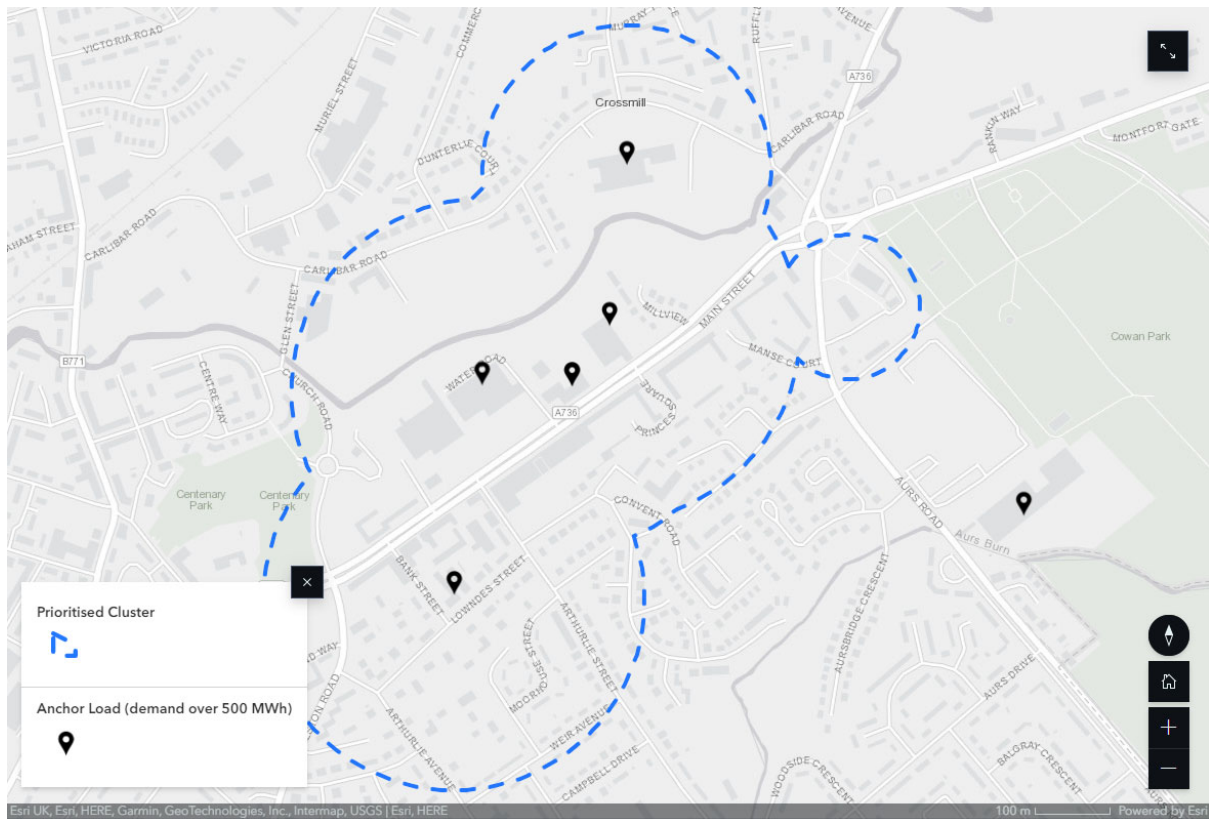 VICTORIA ROAD
MURIEL STREET
MURRAY
AVENUE
A736
Crossmill
CARLIBAR ROAD
RANKIN WAY
MONTFORT GATE
DUNTERLIE COURT
CARLIBAR ROAD
CARLIBAR ROAD
GLEN STREET
MAIN STREET
MILLVIEW
Cowan Park
B771
MANSE COURT
CENTRE WAY
CHURCH ROAD
A736
PRINCES SQUARE
Centenary
Park
Centenary
Park
CONVENT ROAD
AURS ROAD
Aurs Burn
BANK STREET
LOWNDES STREET
ARTHURLIE STREET
AURSBRIDGE CRESCENT
AURS DRIVE
ARTHURLIE AVENUE
WEIR AVENUE
CAMPBELL DRIVE
WOODSIDE CRESCENT
BALGRAY CRESCENT
Prioritised Cluster
Anchor Load (demand over 500 MWh)
Esri UK, Esri, HERE, Garmin, GeoTechnologies, Inc., Intermap, USGS | Esri, HERE
100 m
Powered by Esri